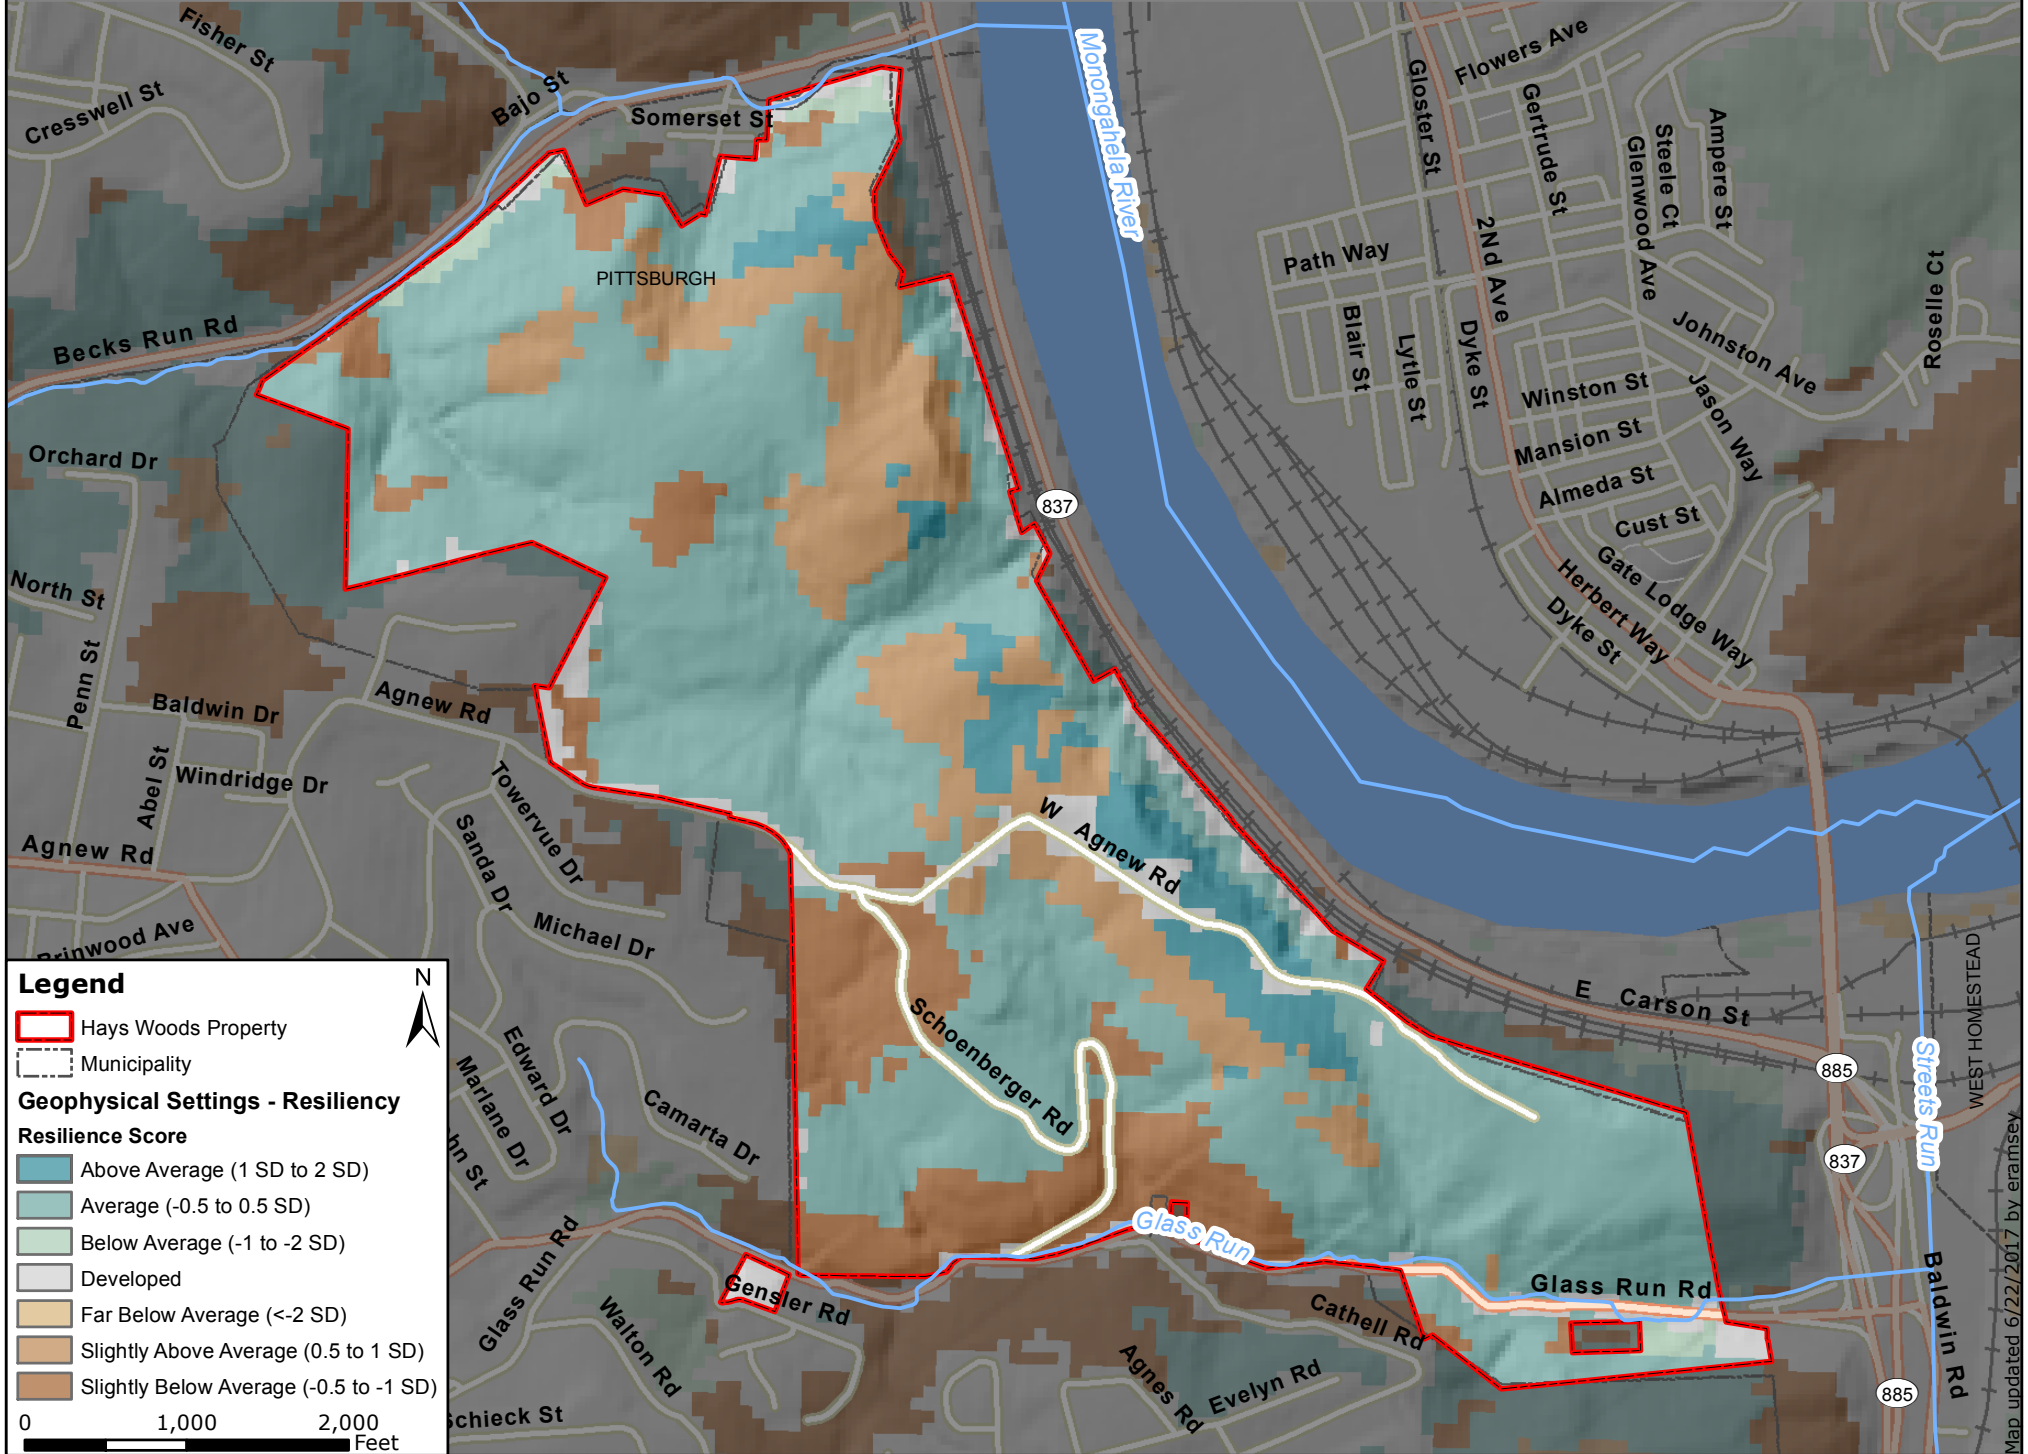 Fisher St
Cresswell St
Bajo St
Somerset St
Monongahela River
Flowers Ave
Gloster St
Gertrude St
Glenwood Ave
Steele Ct
Ampere St
PITTSBURGH
Path Way
2Nd Ave
Roselle Ct
Becks Run Rd
Blair St
Lytle St
Dyke St
Johnston Ave
Winston St
Jason Way
Mansion St
Orchard Dr
Almeda St
837
Cust St
North St
Gate Lodge Way
Herbert Way
Dyke St
Penn St
Agnew Rd
Baldwin Dr
Abel St
Windridge Dr
Towervue Dr
Sanda Dr
W Agnew Rd
Agnew Rd
Michael Dr
Brinwood Ave
E Carson St
WEST HOMESTEAD
Schoenberger Rd
Edward Dr
Marlane Dr
Camarta Dr
hn St
885
Streets Run
837
Glass Run
Glass Run Rd
Gensler Rd
Glass Run Rd
Walton Rd
Cathell Rd
Agnes Rd
Evelyn Rd
Baldwin Rd
885
Schieck St
Legend
N
Hays Woods Property
Municipality
Geophysical Settings - Resiliency
Resilience Score
Above Average (1 SD to 2 SD)
Average (-0.5 to 0.5 SD)
Below Average (-1 to -2 SD)
Developed
Far Below Average (<-2 SD)
Slightly Above Average (0.5 to 1 SD)
Slightly Below Average (-0.5 to -1 SD)
0 1,000 2,000
Feet
Map updated 6/22/2017 by eramsey